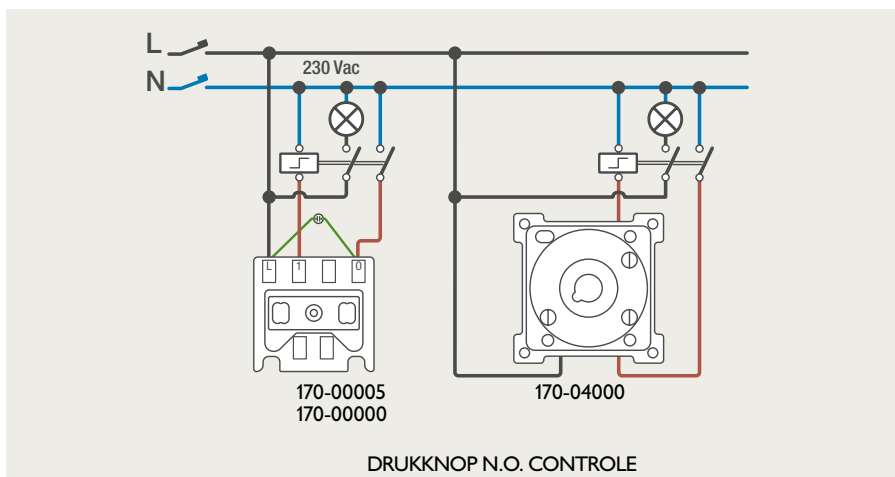 L
230 Vac
N
L 1 0
170-00005
170-00000
170-04000
DRUKKNOP N.O. CONTROLE